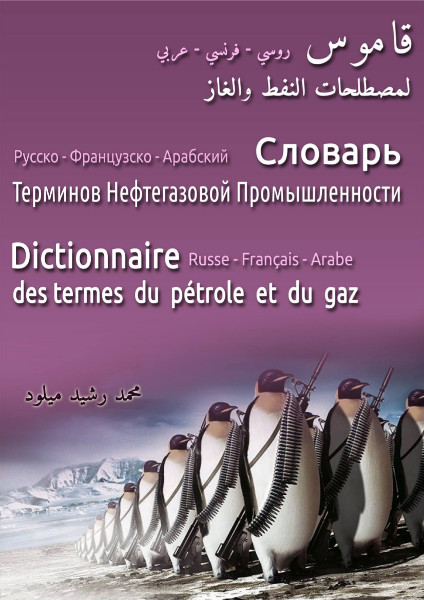 قاموس روسي - فرنسي - عربي
لمصطلحات النفط والغاز
Русско - Французско - Арабский Словарь
Терминов Нефтегазовой Промышленности
Dictionnaire Russe - Français - Arabe
des termes du pétrole et du gaz
محمد رشيد ميلود